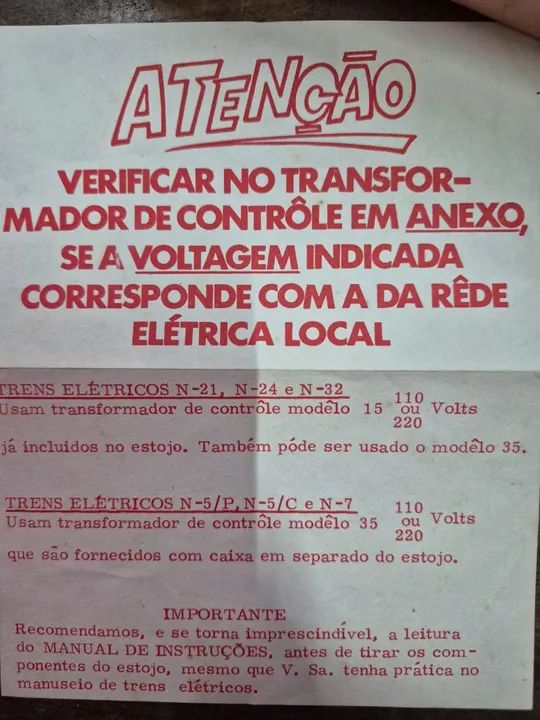 ATENÇÃO
VERIFICAR NO TRANSFOR-
MADOR DE CONTRÔLE EM ANEXO,
SE A VOLTAGEM INDICADA
CORRESPONDE COM A DA RÊDE
ELÉTRICA LOCAL
TRENS ELÉTRICOS N-21, N-24 e N-32
Usam transformador de contrôle modêlo 15 110 ou 220 Volts
já incluidos no estojo. Também póde ser usado o modêlo 35.
TRENS ELÉTRICOS N-5/P, N-5/C e N-7
Usam transformador de contrôle modêlo 35 110 ou 220 Volts
que são fornecidos com caixa em separado do estojo.
IMPORTANTE
Recomendamos, e se torna imprescindível, a leitura
do MANUAL DE INSTRUÇÕES, antes de tirar os com-
ponentes do estojo, mesmo que V. Sa. tenha prática no
manuseio de trens elétricos.